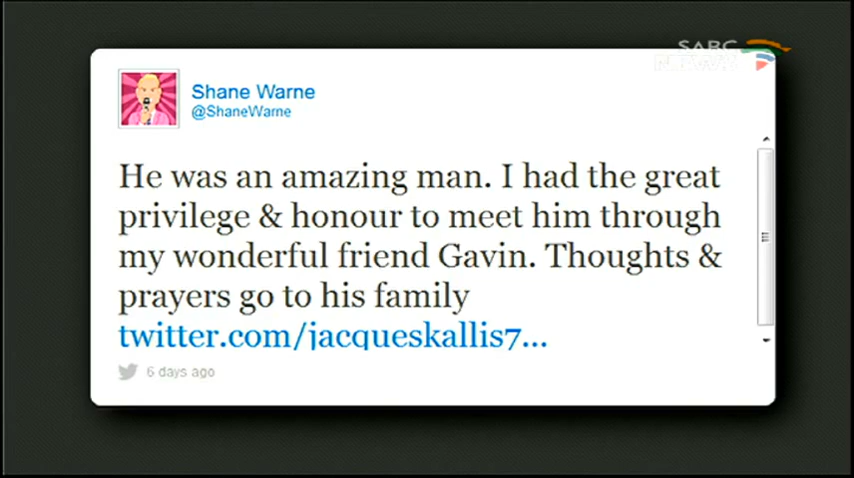 SABC
NEWS
Shane Warne
@ShaneWarne
He was an amazing man. I had the great
privilege & honour to meet him through
my wonderful friend Gavin. Thoughts &
prayers go to his family
twitter.com/jacqueskallis7...
6 days ago